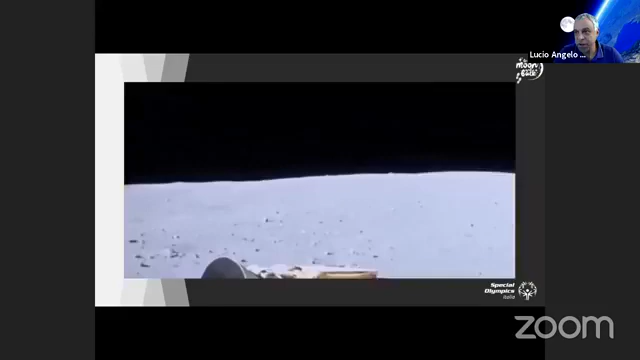 Lucio Angelo ...
moon
Special
Olympics
Italia
zoom